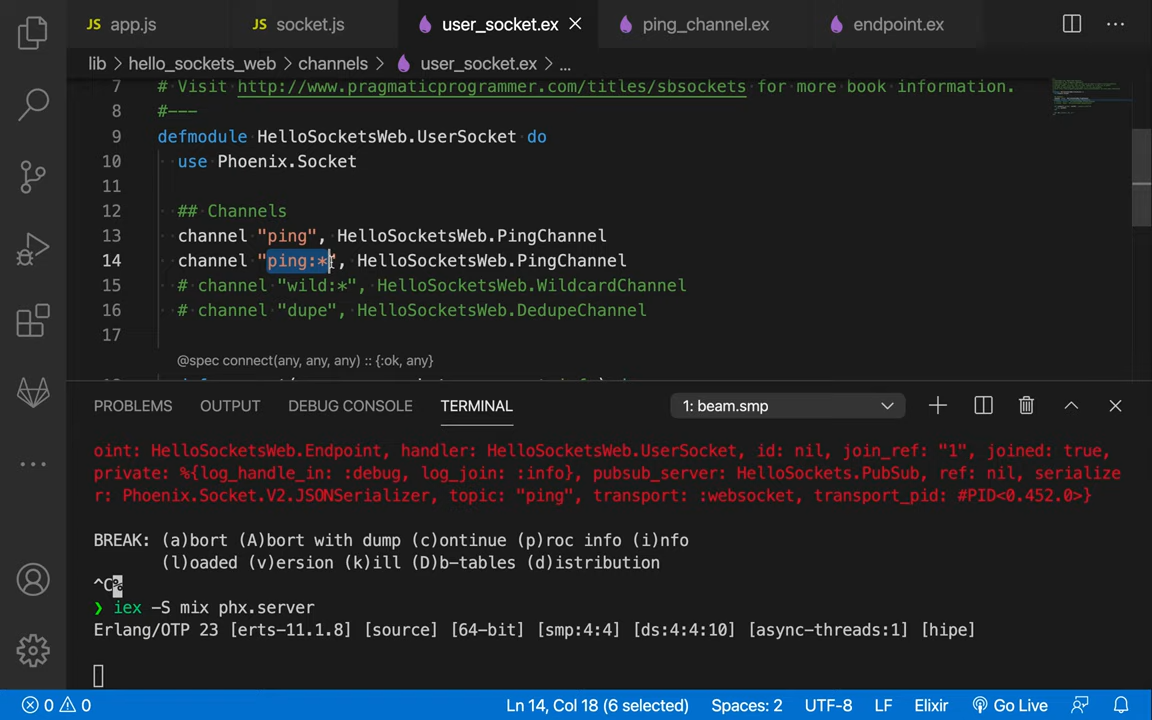 JS app.js JS socket.js user_socket.ex ping_channel.ex endpoint.ex
lib > hello_sockets_web > channels > user_socket.ex > ...
7 # Visit http://www.pragmaticprogrammer.com/titles/sbsockets for more book information.
8 #---
9 defmodule HelloSocketsWeb.UserSocket do
10 use Phoenix.Socket
11
12 ## Channels
13 channel "ping", HelloSocketsWeb.PingChannel
14 channel "ping:*", HelloSocketsWeb.PingChannel
15 # channel "wild:*", HelloSocketsWeb.WildcardChannel
16 # channel "dupe", HelloSocketsWeb.DedupeChannel
17
@spec connect(any, any, any) :: {:ok, any}
PROBLEMS OUTPUT DEBUG CONSOLE TERMINAL 1: beam.smp
oint: HelloSocketsWeb.Endpoint, handler: HelloSocketsWeb.UserSocket, id: nil, join_ref: "1", joined: true,
private: %{log_handle_in: :debug, log_join: :info}, pubsub_server: HelloSockets.PubSub, ref: nil, serialize
r: Phoenix.Socket.V2.JSONSerializer, topic: "ping", transport: :websocket, transport_pid: #PID<0.452.0>}
BREAK: (a)bort (A)bort with dump (c)ontinue (p)roc info (i)nfo
(l)oaded (v)ersion (k)ill (D)b-tables (d)istribution
^C%
❯ iex -S mix phx.server
Erlang/OTP 23 [erts-11.1.8] [source] [64-bit] [smp:4:4] [ds:4:4:10] [async-threads:1] [hipe]
0 0 Ln 14, Col 18 (6 selected) Spaces: 2 UTF-8 LF Elixir Go Live